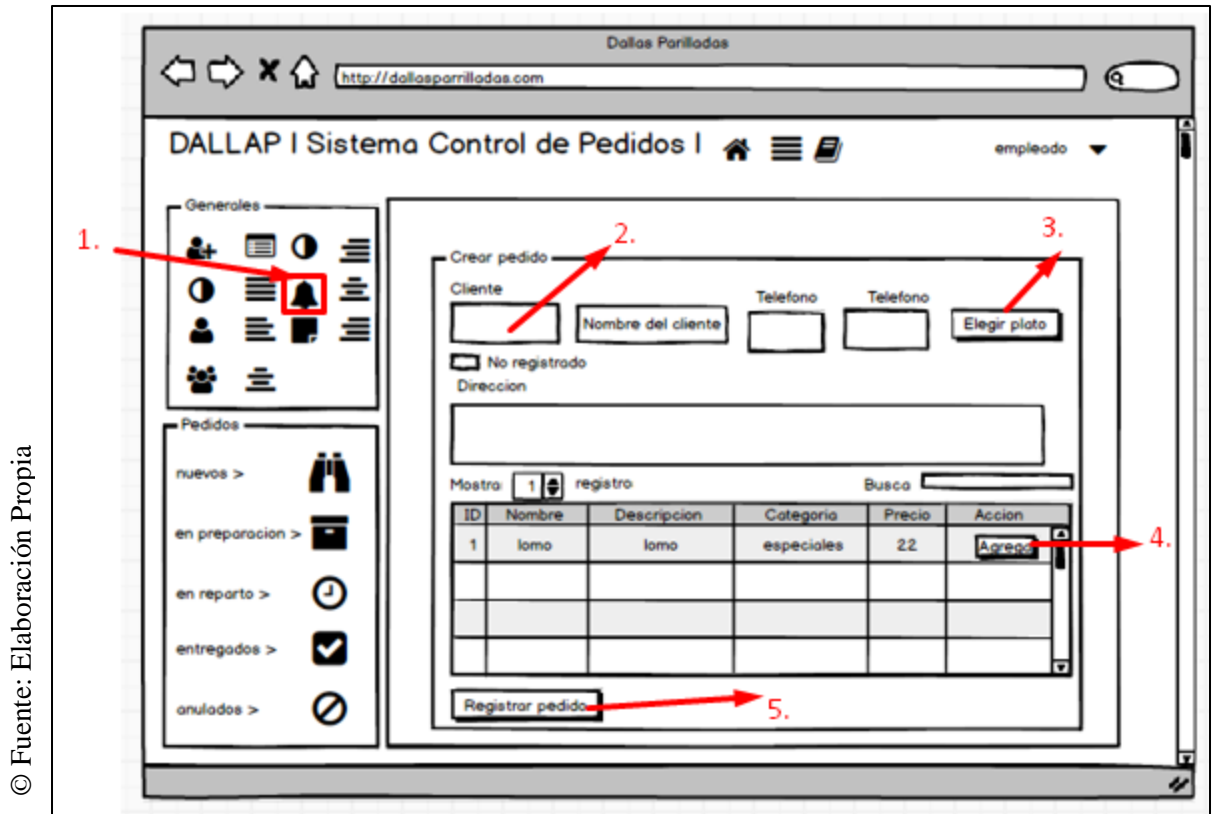 © Fuente: Elaboración Propia
Dallas Parilladas
http://dallasparrilladas.com
DALLAP | Sistema Control de Pedidos |
empleado
Generales
1.
2.
3.
Crear pedido
Cliente
Telefono
Telefono
Nombre del cliente
Elegir plato
No registrado
Direccion
Pedidos
nuevos >
en preparacion >
en reparto >
entregados >
anulados >
Mostra 1 registro
Busca
ID Nombre Descripcion Categoria Precio Accion
1 lomo lomo especiales 22 Agrega
4.
Registrar pedido
5.